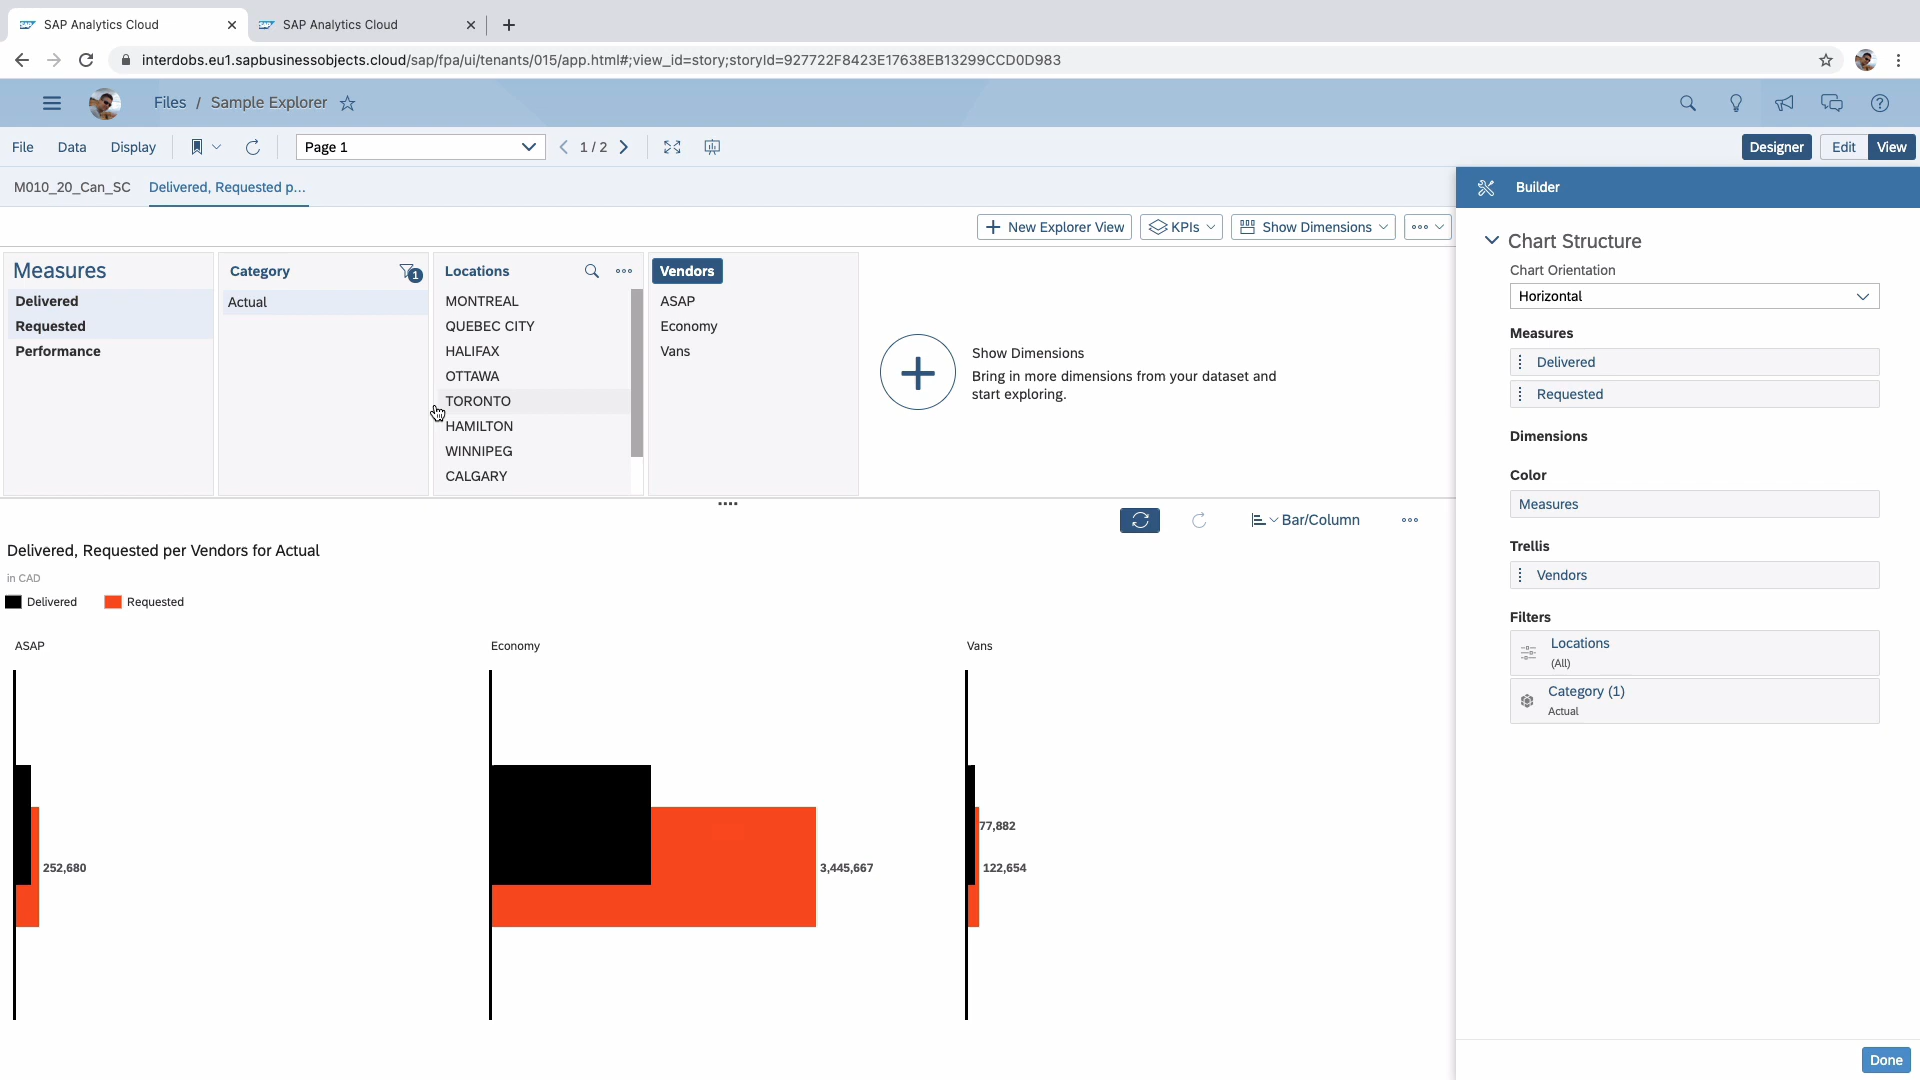 SAP Analytics Cloud
SAP Analytics Cloud
interdobs.eu1.sapbusinessobjects.cloud/sap/fpa/ui/tenants/015/app.html#;view_id=story;storyId=927722F8423E17638EB13299CCD0D983
Files / Sample Explorer
File Data Display Page 1 1 / 2 Designer Edit View
M010_20_Can_SC Delivered, Requested p...
Builder
New Explorer View KPIs Show Dimensions
Measures
Delivered
Requested
Performance
Category 1
Actual
Locations
MONTREAL
QUEBEC CITY
HALIFAX
OTTAWA
TORONTO
HAMILTON
WINNIPEG
CALGARY
Vendors
ASAP
Economy
Vans
Show Dimensions
Bring in more dimensions from your dataset and
start exploring.
Bar/Column
Delivered, Requested per Vendors for Actual
in CAD
Delivered Requested
ASAP Economy Vans
77,882
252,680 3,445,667 122,654
Chart Structure
Chart Orientation
Horizontal
Measures
Delivered
Requested
Dimensions
Color
Measures
Trellis
Vendors
Filters
Locations
(All)
Category (1)
Actual
Done